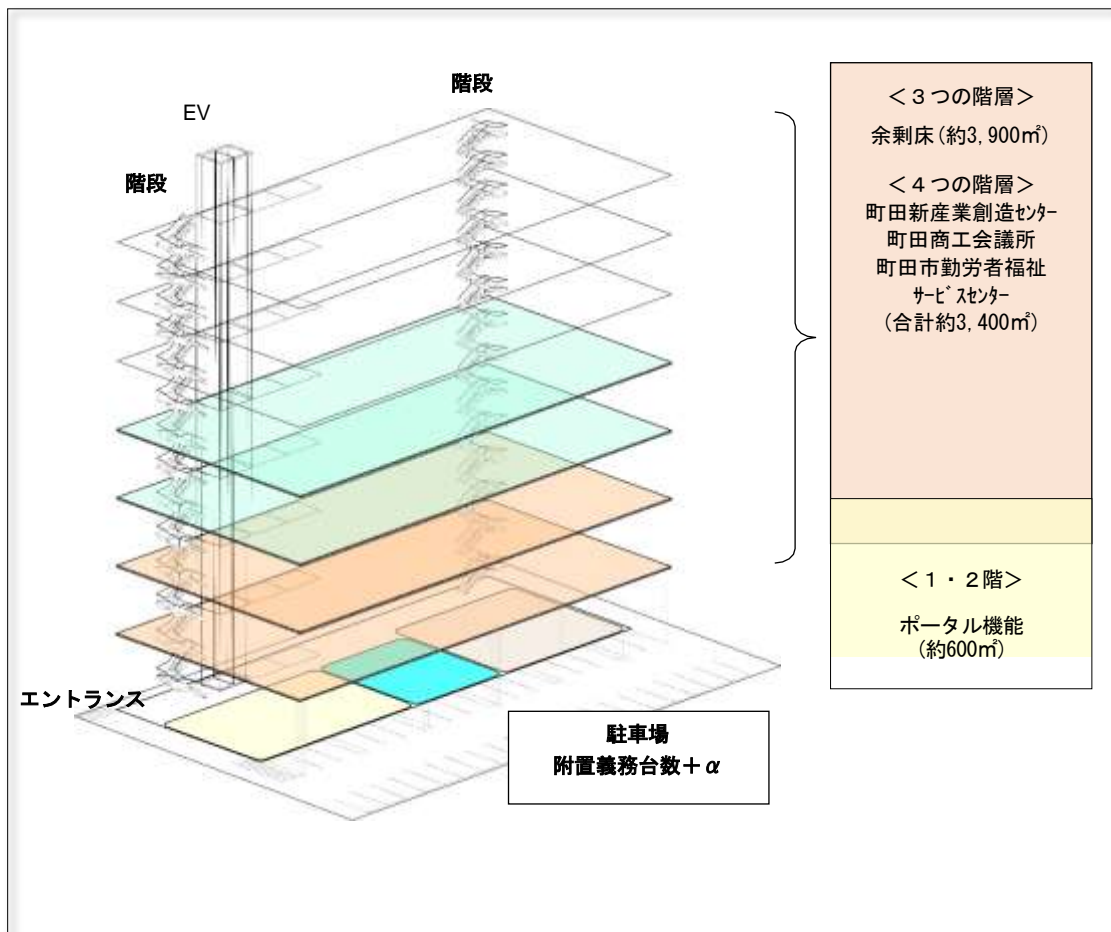 階段
EV
階段
エントランス
駐車場
附置義務台数＋α
＜３つの階層＞
余剰床(約3,900㎡)
＜４つの階層＞
町田新産業創造ｾﾝﾀｰ
町田商工会議所
町田市勤労者福祉
ｻｰﾋﾞｽｾﾝﾀｰ
(合計約3,400㎡)
＜１・２階＞
ポータル機能
(約600㎡)